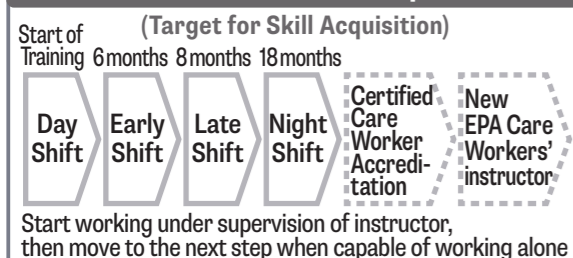 (Target for Skill Acquisition)
Start of
Training 6 months 8 months 18 months
Day
Shift
Early
Shift
Late
Shift
Night
Shift
Certified
Care
Worker
Accredi-
tation
New
EPA Care
Workers'
instructor
Start working under supervision of instructor,
then move to the next step when capable of working alone